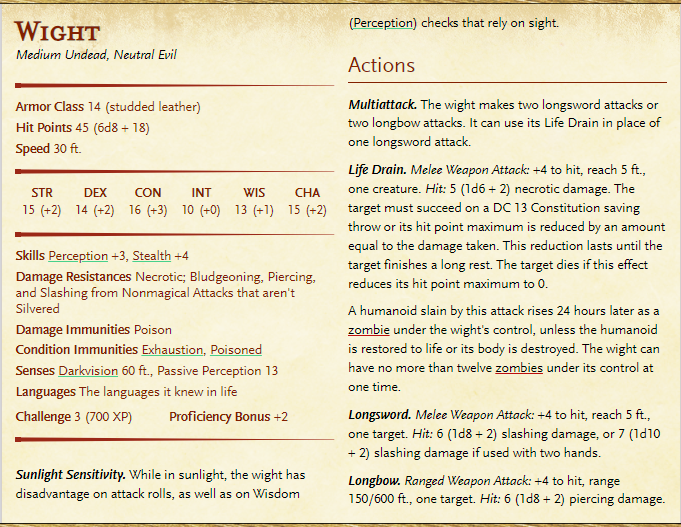 Wight
Medium Undead, Neutral Evil
Armor Class 14 (studded leather)
Hit Points 45 (6d8 + 18)
Speed 30 ft.
STR DEX CON INT WIS CHA
15 (+2) 14 (+2) 16 (+3) 10 (+0) 13 (+1) 15 (+2)
Skills Perception +3, Stealth +4
Damage Resistances Necrotic; Bludgeoning, Piercing,
and Slashing from Nonmagical Attacks that aren't
Silvered
Damage Immunities Poison
Condition Immunities Exhaustion, Poisoned
Senses Darkvision 60 ft., Passive Perception 13
Languages The languages it knew in life
Challenge 3 (700 XP) Proficiency Bonus +2
Sunlight Sensitivity. While in sunlight, the wight has
disadvantage on attack rolls, as well as on Wisdom
(Perception) checks that rely on sight.
Actions
Multiattack. The wight makes two longsword attacks or
two longbow attacks. It can use its Life Drain in place of
one longsword attack.
Life Drain. Melee Weapon Attack: +4 to hit, reach 5 ft.,
one creature. Hit: 5 (1d6 + 2) necrotic damage. The
target must succeed on a DC 13 Constitution saving
throw or its hit point maximum is reduced by an amount
equal to the damage taken. This reduction lasts until the
target finishes a long rest. The target dies if this effect
reduces its hit point maximum to 0.
A humanoid slain by this attack rises 24 hours later as a
zombie under the wight's control, unless the humanoid
is restored to life or its body is destroyed. The wight can
have no more than twelve zombies under its control at
one time.
Longsword. Melee Weapon Attack: +4 to hit, reach 5 ft.,
one target. Hit: 6 (1d8 + 2) slashing damage, or 7 (1d10
+ 2) slashing damage if used with two hands.
Longbow. Ranged Weapon Attack: +4 to hit, range
150/600 ft., one target. Hit: 6 (1d8 + 2) piercing damage.